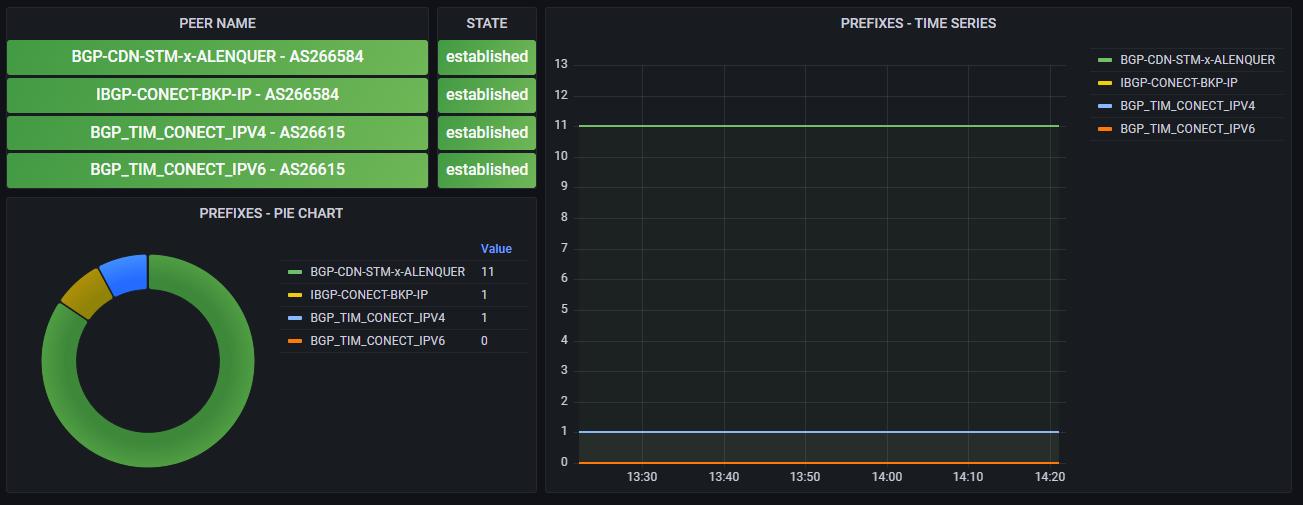 PEER NAME
STATE
BGP-CDN-STM-x-ALENQUER - AS266584
established
IBGP-CONECT-BKP-IP - AS266584
established
BGP_TIM_CONECT_IPV4 - AS26615
established
BGP_TIM_CONECT_IPV6 - AS26615
established
PREFIXES - PIE CHART
Value
BGP-CDN-STM-x-ALENQUER 11
IBGP-CONECT-BKP-IP 1
BGP_TIM_CONECT_IPV4 1
BGP_TIM_CONECT_IPV6 0
PREFIXES - TIME SERIES
13
12
11
10
9
8
7
6
5
4
3
2
1
0
13:30 13:40 13:50 14:00 14:10 14:20
BGP-CDN-STM-x-ALENQUER
IBGP-CONECT-BKP-IP
BGP_TIM_CONECT_IPV4
BGP_TIM_CONECT_IPV6